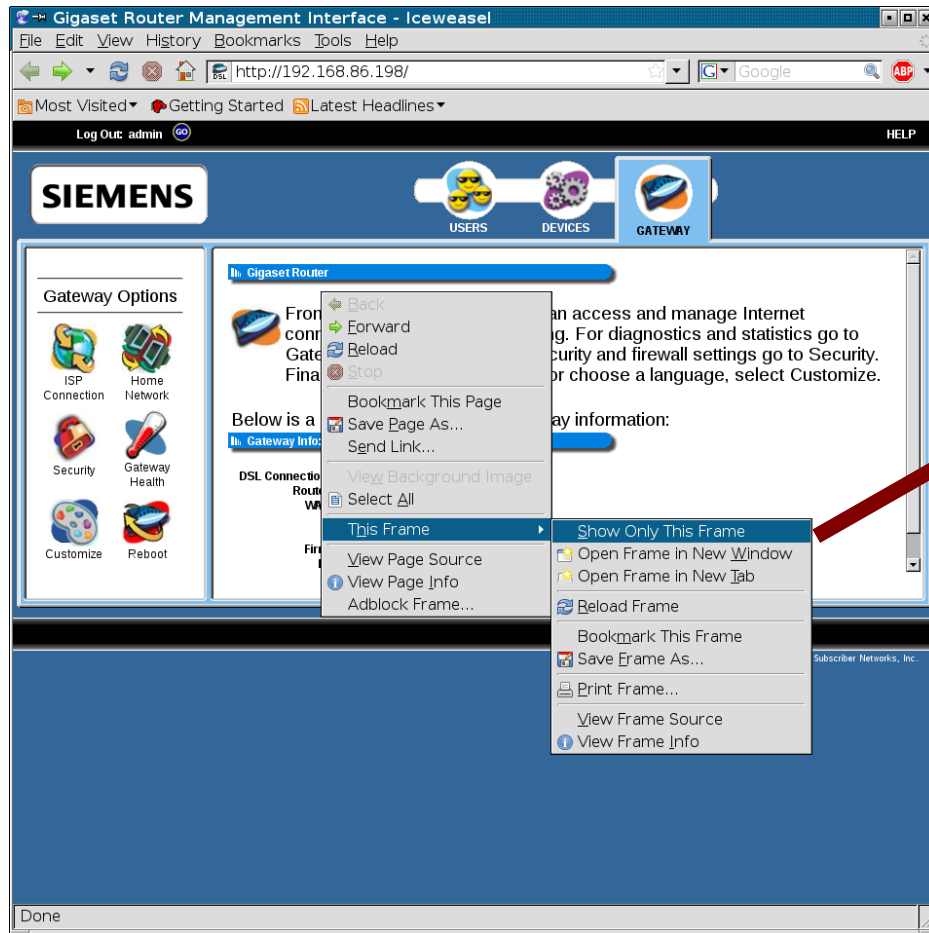 Gigaset Router Management Interface - Iceweasel
File Edit View History Bookmarks Tools Help
DSL http://192.168.86.198/ G Google ABP
Most Visited Getting Started Latest Headlines
Log Out: admin GO HELP
SIEMENS
USERS DEVICES GATEWAY
Gateway Options
ISP Connection
Home Network
Security
Gateway Health
Customize
Reboot
Gigaset Router
an access and manage Internet
g. For diagnostics and statistics go to
curity and firewall settings go to Security.
Fina or choose a language, select Customize.
Below is a ay information:
Gateway Info:
DSL Connectio
Route
WA
Fir
Back
Forward
Reload
Stop
Bookmark This Page
Save Page As...
Send Link...
View Background Image
Select All
This Frame
View Page Source
View Page Info
Adblock Frame...
Show Only This Frame
Open Frame in New Window
Open Frame in New Tab
Reload Frame
Bookmark This Frame
Save Frame As...
Print Frame...
View Frame Source
View Frame Info
Subscriber Networks, Inc.
Done